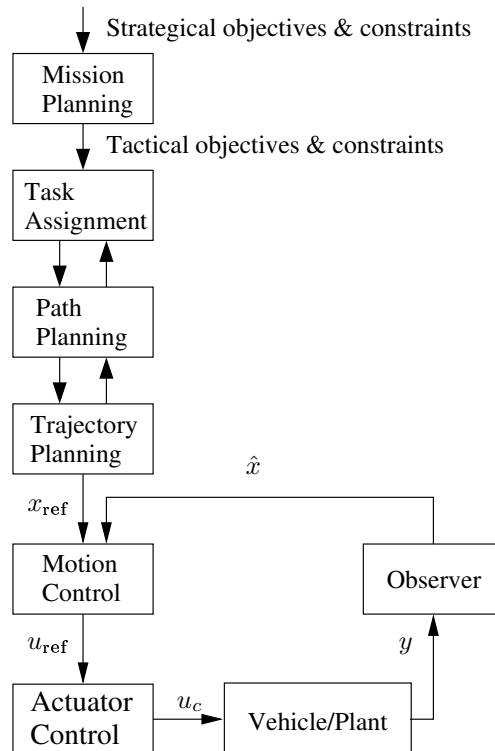 Strategical objectives & constraints
Mission
Planning
Tactical objectives & constraints
Task
Assignment
Path
Planning
Trajectory
Planning
x̂
x_ref
Motion
Control
Observer
u_ref
y
Actuator
Control
u_c
Vehicle/Plant